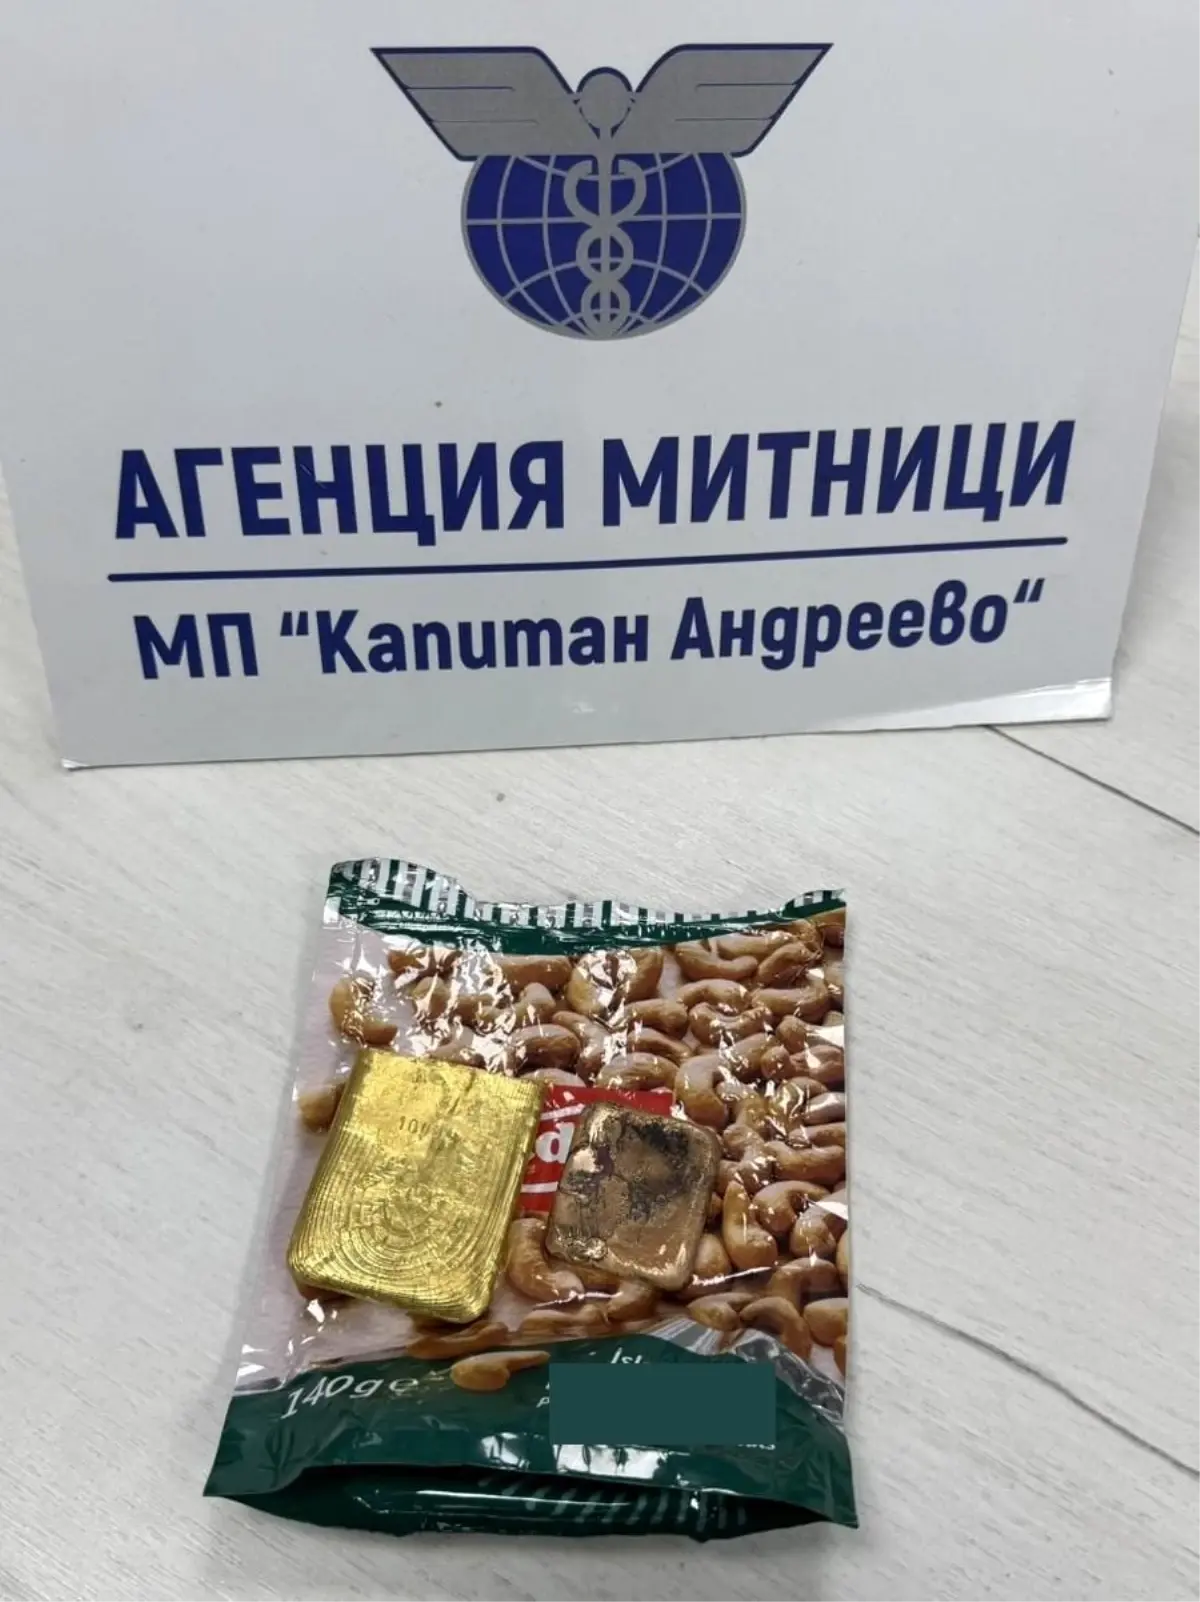 АГЕНЦИЯ МИТНИЦИ
МП “Капитан Андреево“
140g e